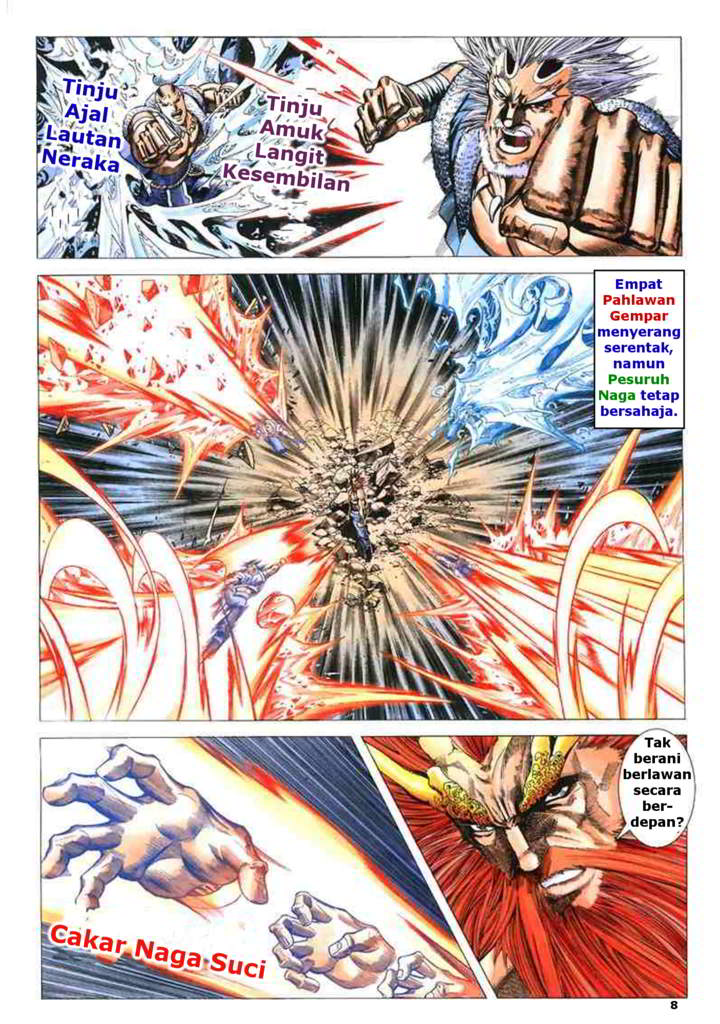 Tinju
Ajal
Lautan
Neraka
Tinju
Amuk
Langit
Kesembilan
Empat
Pahlawan
Gempar
menyerang
serentak,
namun
Pesuruh
Naga tetap
bersahaja.
Tak
berani
berlawan
secara
ber-
depan?
Cakar Naga Suci
8